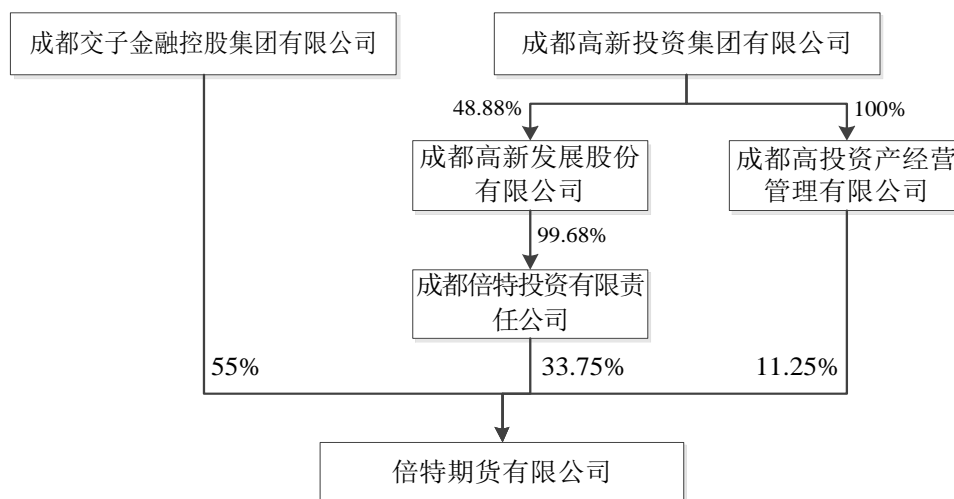 成都交子金融控股集团有限公司
成都高新投资集团有限公司
48.88%
100%
成都高新发展股份
有限公司
成都高投资产经营
管理有限公司
99.68%
成都倍特投资有限责
任公司
55%
33.75%
11.25%
倍特期货有限公司